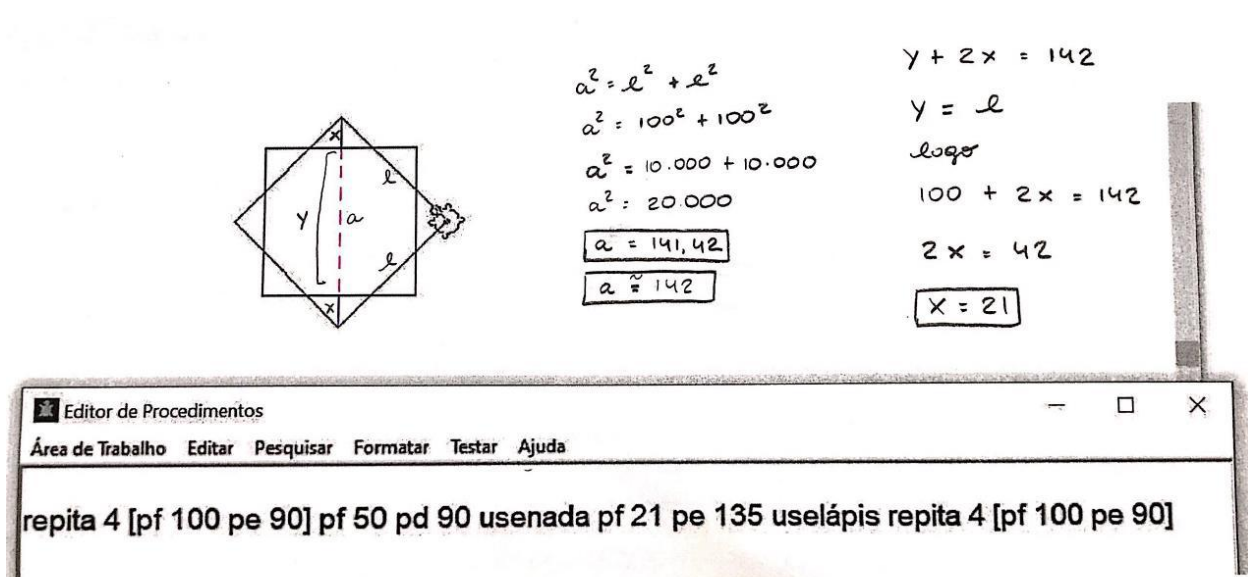 x
l
y
a
l
x
a² = l² + l²
a² = 100² + 100²
a² = 10.000 + 10.000
a² = 20.000
a = 141,42
a ≅ 142
y + 2x = 142
y = l
logo
100 + 2x = 142
2x = 42
x = 21
Editor de Procedimentos
Área de Trabalho Editar Pesquisar Formatar Testar Ajuda
repita 4 [pf 100 pe 90] pf 50 pd 90 usenada pf 21 pe 135 uselápis repita 4 [pf 100 pe 90]